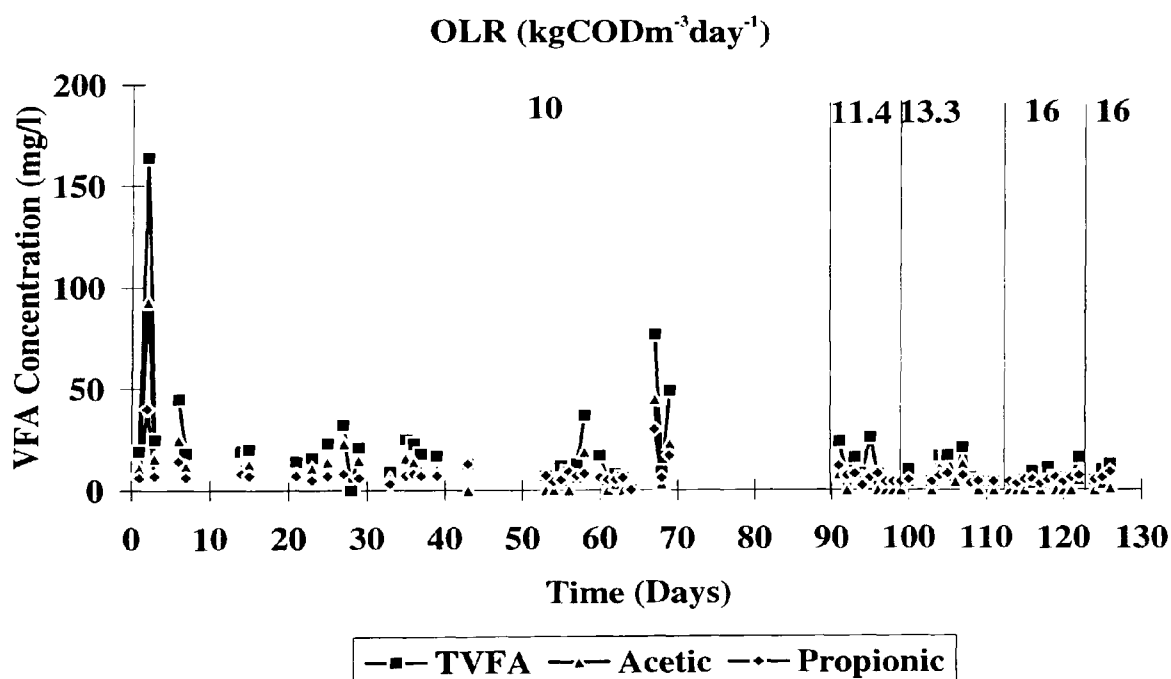 OLR (kgCODm⁻³day⁻¹)
200
150
100
50
0
VFA Concentration (mg/l)
10
11.4
13.3
16
16
0 10 20 30 40 50 60 70 80 90 100 110 120 130
Time (Days)
TVFA Acetic Propionic